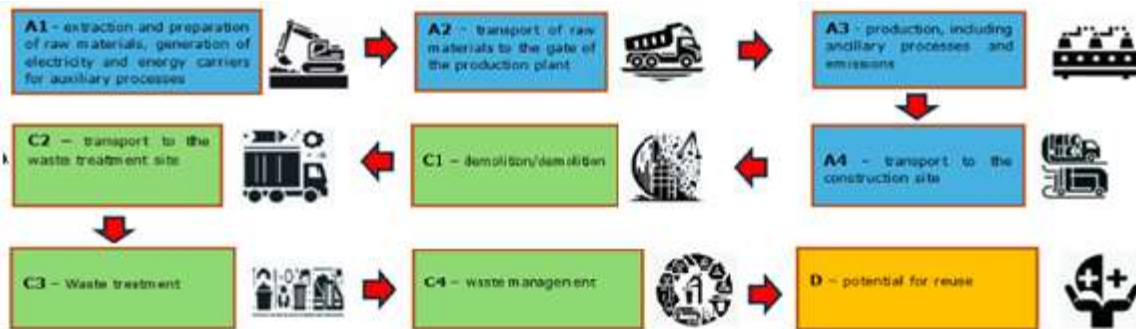 A1 - extraction and preparation
of raw materials, generation of
electricity and energy carriers
for auxiliary processes
A2 - transport of raw
materials to the gate of
the production plant
A3 - production, including
ancillary processes and
emissions
C2 – transport to the
waste treatment site
C1 – demolition/demolition
A4 – transport to the
construction site
C3 – Waste treatment
C4 – waste management
D – potential for reuse